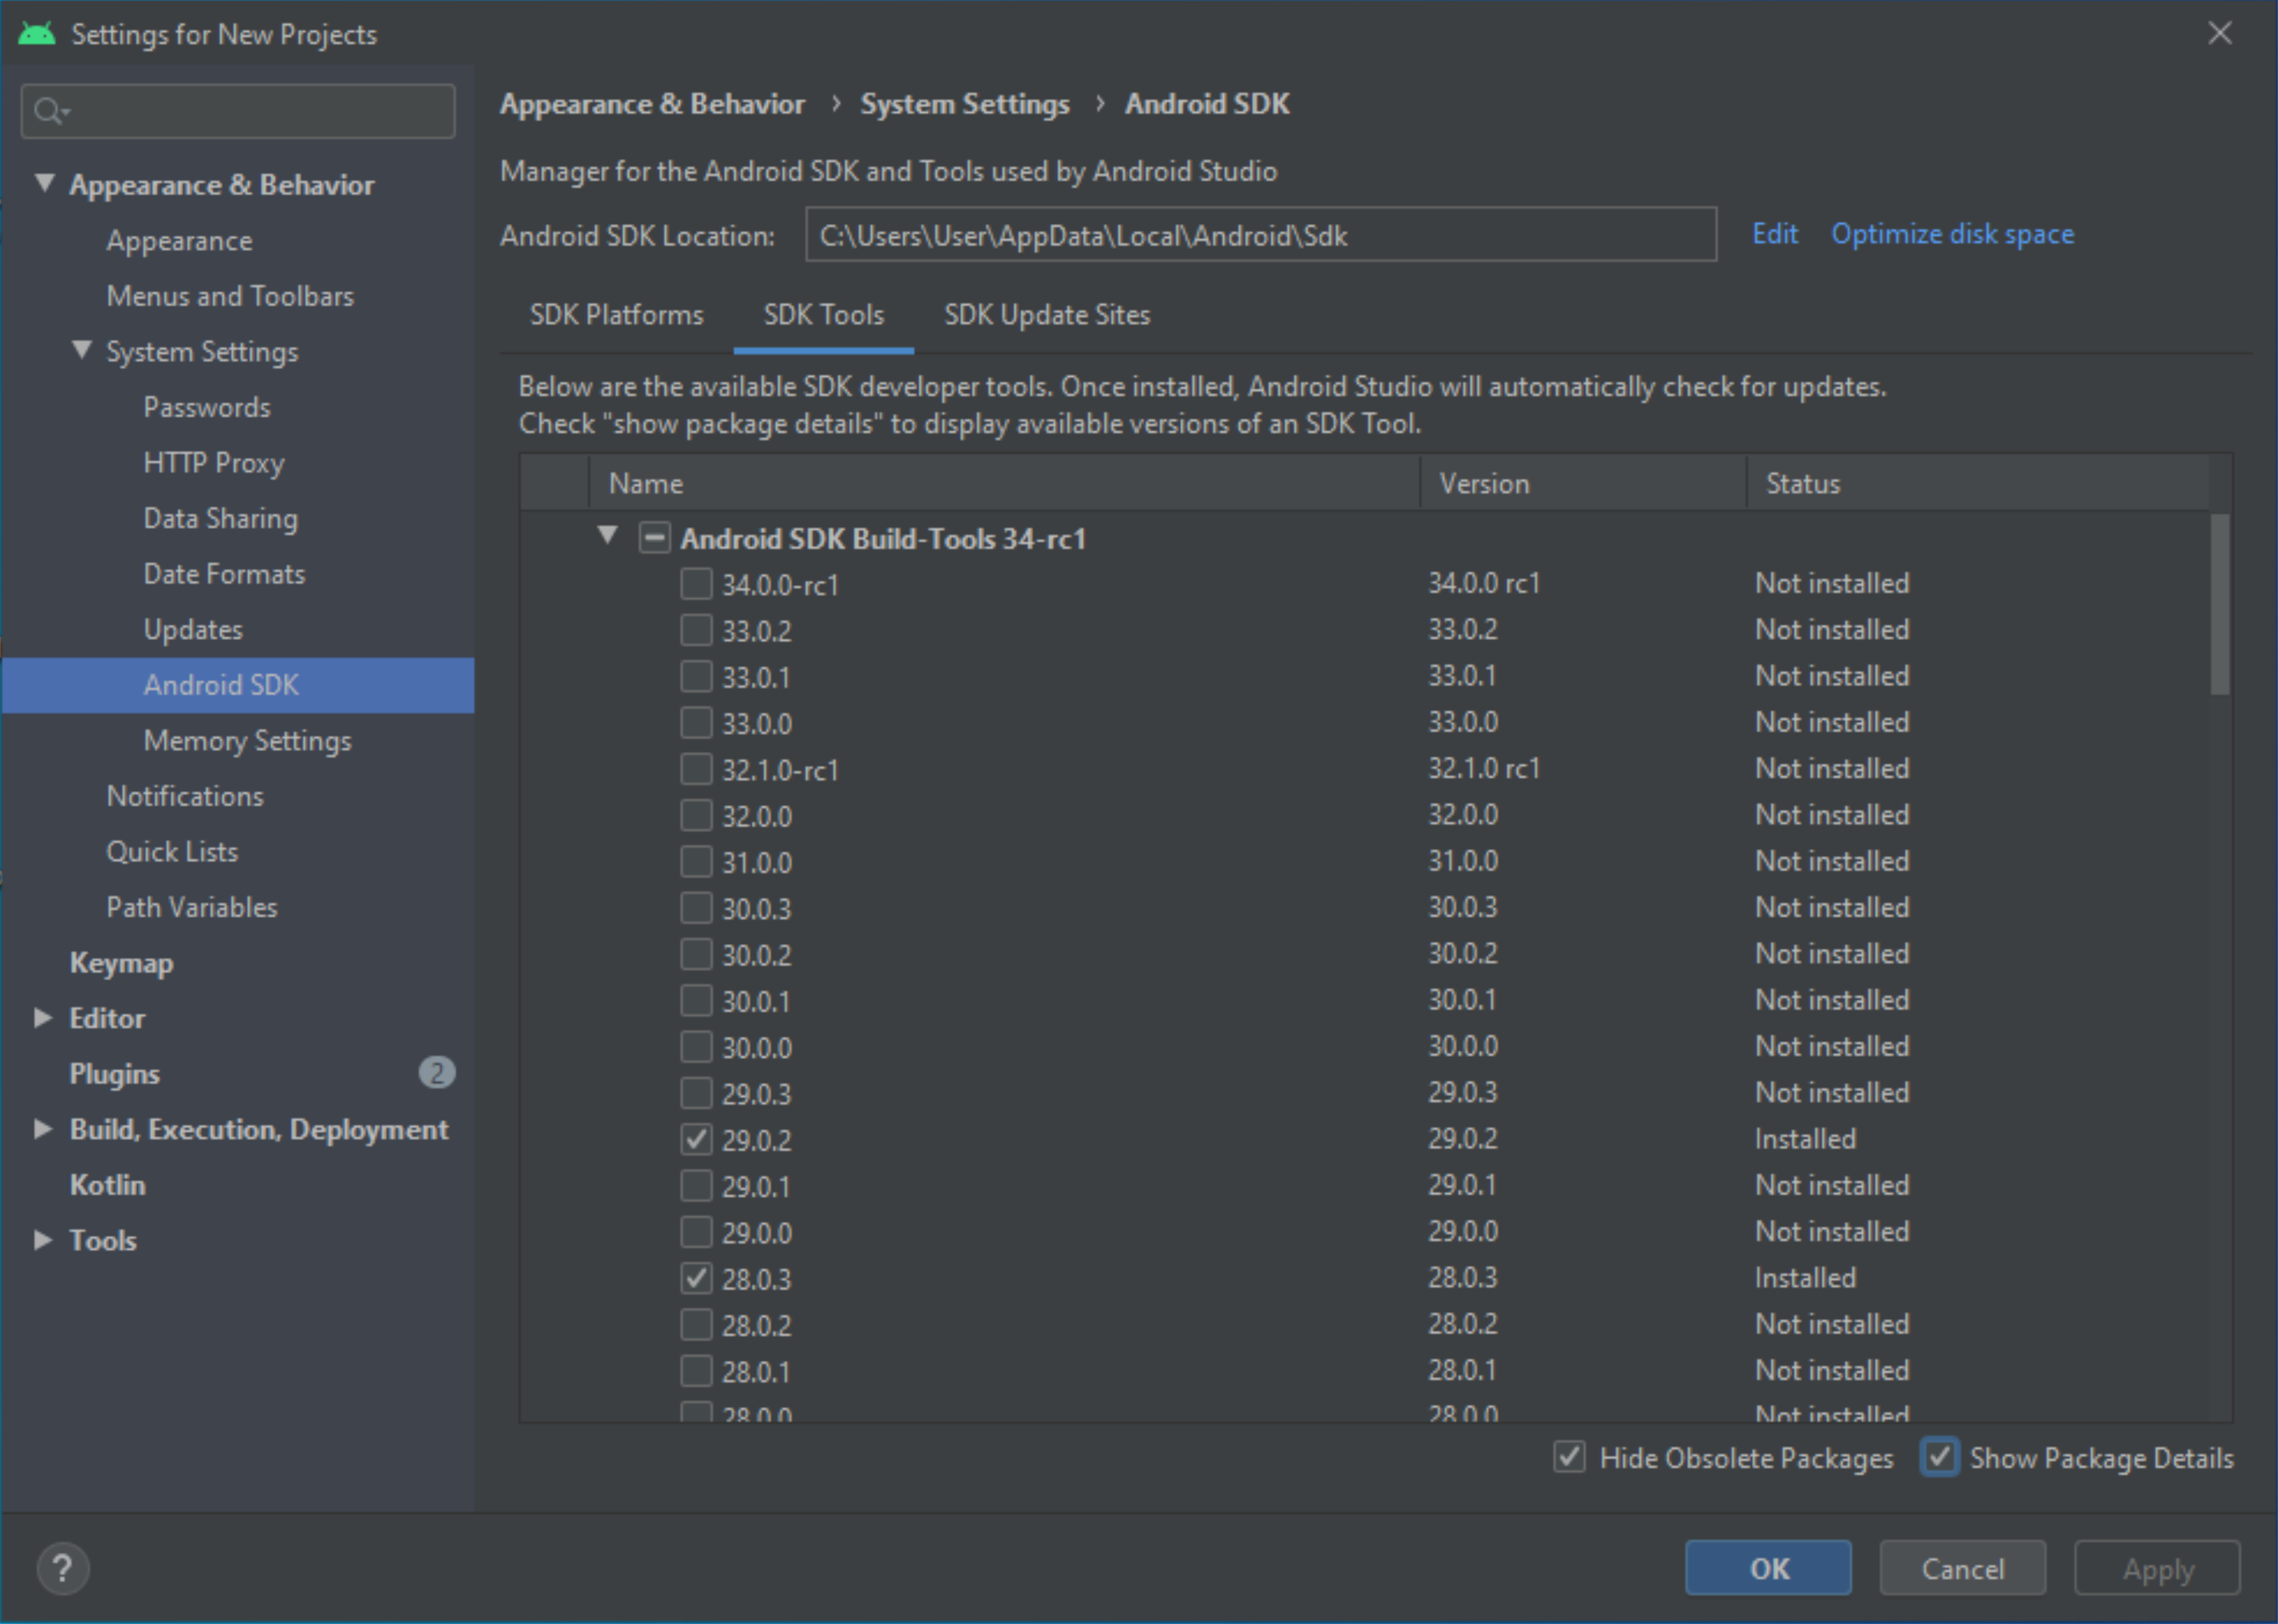 Settings for New Projects
Appearance & Behavior
Appearance
Menus and Toolbars
System Settings
Passwords
HTTP Proxy
Data Sharing
Date Formats
Updates
Android SDK
Memory Settings
Notifications
Quick Lists
Path Variables
Keymap
Editor
Plugins 2
Build, Execution, Deployment
Kotlin
Tools
Appearance & Behavior › System Settings › Android SDK
Manager for the Android SDK and Tools used by Android Studio
Android SDK Location: C:\Users\User\AppData\Local\Android\Sdk Edit Optimize disk space
SDK Platforms SDK Tools SDK Update Sites
Below are the available SDK developer tools. Once installed, Android Studio will automatically check for updates.
Check "show package details" to display available versions of an SDK Tool.
Name Version Status
Android SDK Build-Tools 34-rc1
34.0.0-rc1 34.0.0 rc1 Not installed
33.0.2 33.0.2 Not installed
33.0.1 33.0.1 Not installed
33.0.0 33.0.0 Not installed
32.1.0-rc1 32.1.0 rc1 Not installed
32.0.0 32.0.0 Not installed
31.0.0 31.0.0 Not installed
30.0.3 30.0.3 Not installed
30.0.2 30.0.2 Not installed
30.0.1 30.0.1 Not installed
30.0.0 30.0.0 Not installed
29.0.3 29.0.3 Not installed
29.0.2 29.0.2 Installed
29.0.1 29.0.1 Not installed
29.0.0 29.0.0 Not installed
28.0.3 28.0.3 Installed
28.0.2 28.0.2 Not installed
28.0.1 28.0.1 Not installed
28.0.0 28.0.0 Not installed
Hide Obsolete Packages Show Package Details
? OK Cancel Apply